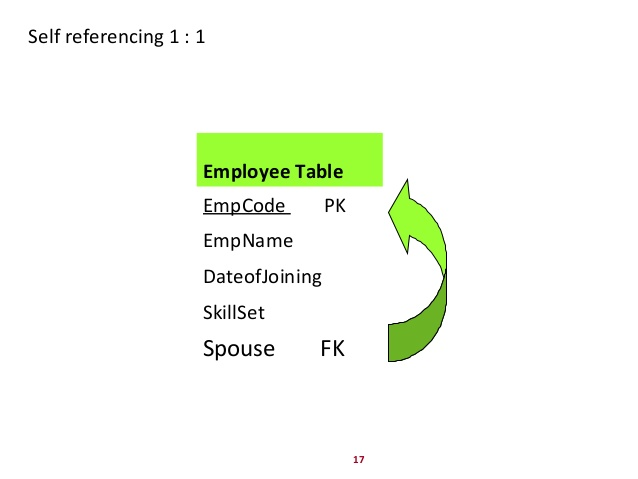 Self referencing 1 : 1
Employee Table
EmpCode PK
EmpName
DateofJoining
SkillSet
Spouse FK
17